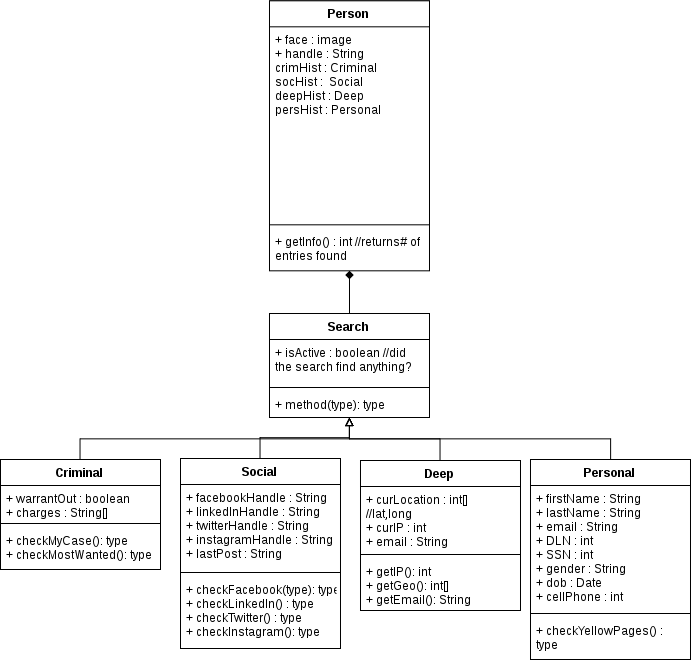 Person
+ face : image
+ handle : String
crimHist : Criminal
socHist :  Social
deepHist : Deep
persHist : Personal
+ getInfo() : int //returns# of
entries found
Search
+ isActive : boolean //did
the search find anything?
+ method(type): type
Criminal
+ warrantOut : boolean
+ charges : String[]
+ checkMyCase(): type
+ checkMostWanted(): type
Social
+ facebookHandle : String
+ linkedInHandle : String
+ twitterHandle : String
+ instagramHandle : String
+ lastPost : String
+ checkFacebook(type): type
+ checkLinkedIn() : type
+ checkTwitter() : type
+ checkInstagram(): type
Deep
+ curLocation : int[]
//lat,long
+ curIP : int
+ email : String
+ getIP(): int
+ getGeo(): int[]
+ getEmail(): String
Personal
+ firstName : String
+ lastName : String
+ email : String
+ DLN : int
+ SSN : int
+ gender : String
+ dob : Date
+ cellPhone : int
+ checkYellowPages() :
type